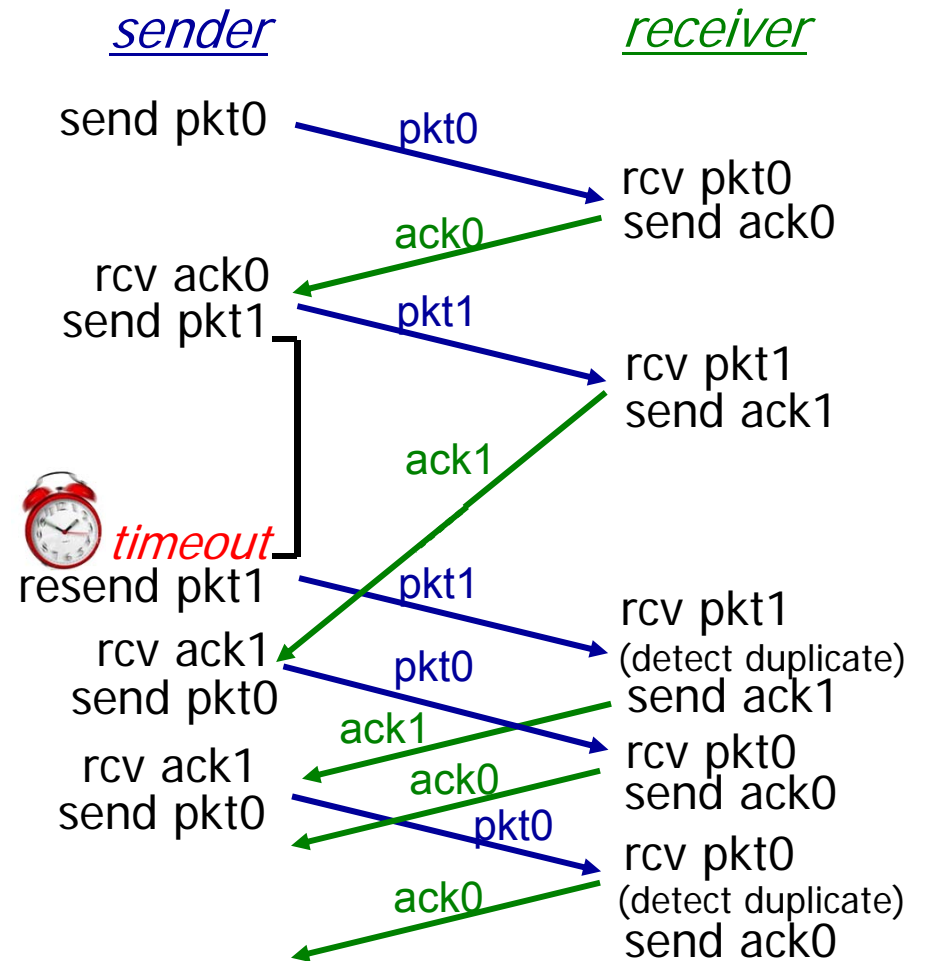 sender
receiver
send pkt0
pkt0
rcv pkt0
send ack0
ack0
rcv ack0
send pkt1
pkt1
rcv pkt1
send ack1
ack1
timeout
resend pkt1
pkt1
rcv pkt1
(detect duplicate)
send ack1
rcv ack1
send pkt0
pkt0
ack1
rcv pkt0
send ack0
rcv ack1
send pkt0
ack0
pkt0
rcv pkt0
(detect duplicate)
send ack0
ack0